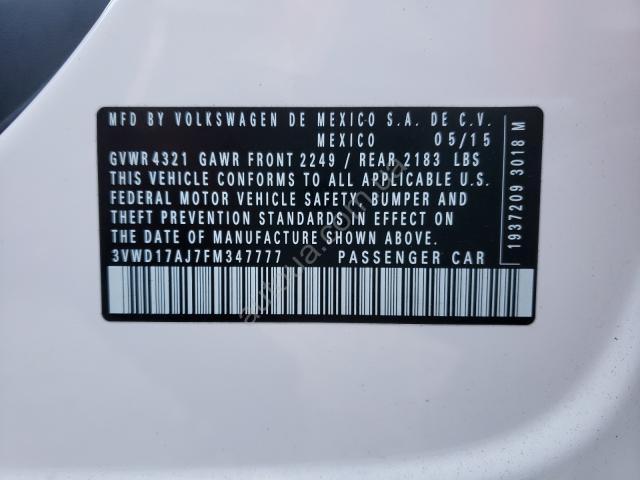 MFD BY VOLKSWAGEN DE MEXICO S.A. DE C.V.
MEXICO 05/15
GVWR 4321 GAWR FRONT 2249 / REAR 2183 LBS
THIS VEHICLE CONFORMS TO ALL APPLICABLE U.S.
FEDERAL MOTOR VEHICLE SAFETY, BUMPER AND
THEFT PREVENTION STANDARDS IN EFFECT ON
THE DATE OF MANUFACTURE SHOWN ABOVE.
3VWD17AJ7FM347777 PASSENGER CAR
1937209 3018 M